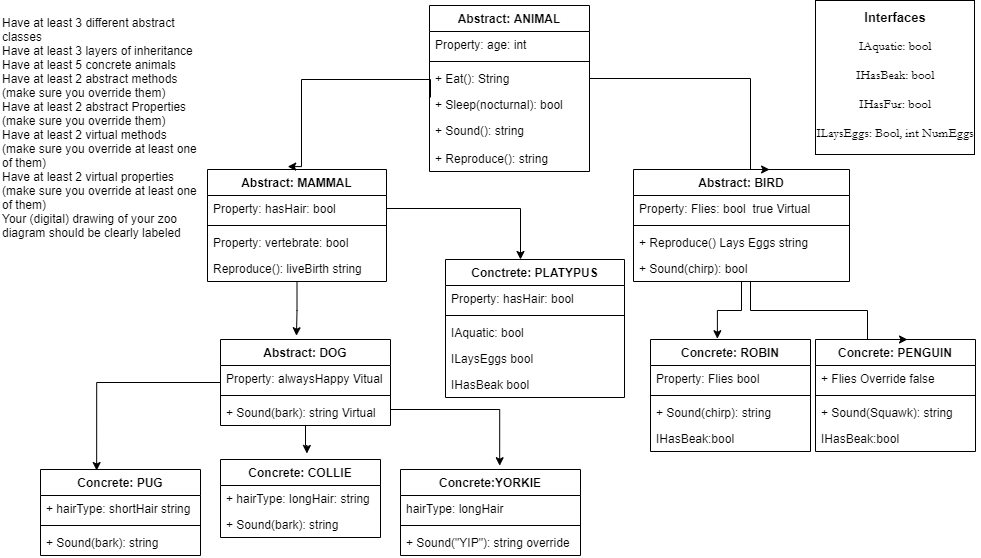 Have at least 3 different abstract
classes
Have at least 3 layers of inheritance
Have at least 5 concrete animals
Have at least 2 abstract methods
(make sure you override them)
Have at least 2 abstract Properties
(make sure you override them)
Have at least 2 virtual methods
(make sure you override at least one
of them)
Have at least 2 virtual properties
(make sure you override at least one
of them)
Your (digital) drawing of your zoo
diagram should be clearly labeled
Abstract: ANIMAL
Property: age: int
+ Eat(): String
+ Sleep(nocturnal): bool
+ Sound(): string
+ Reproduce(): string
Interfaces
IAquatic: bool
IHasBeak: bool
IHasFur: bool
ILaysEggs: Bool, int NumEggs
Abstract: MAMMAL
Property: hasHair: bool
Property: vertebrate: bool
Reproduce(): liveBirth string
Abstract: BIRD
Property: Flies: bool  true Virtual
+ Reproduce() Lays Eggs string
+ Sound(chirp): bool
Conctrete: PLATYPUS
Property: hasHair: bool
IAquatic: bool
ILaysEggs bool
IHasBeak bool
Abstract: DOG
Property: alwaysHappy Vitual
+ Sound(bark): string Virtual
Concrete: ROBIN
Property: Flies bool
+ Sound(chirp): string
IHasBeak:bool
Concrete: PENGUIN
+ Flies Override false
+ Sound(Squawk): string
IHasBeak:bool
Concrete: PUG
+ hairType: shortHair string
+ Sound(bark): string
Concrete: COLLIE
+ hairType: longHair: string
+ Sound(bark): string
Concrete:YORKIE
hairType: longHair
+ Sound("YIP"): string override